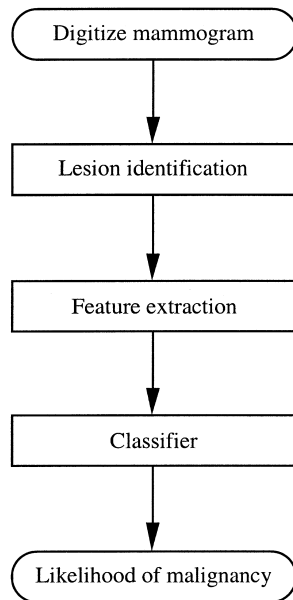 Digitize mammogram
Lesion identification
Feature extraction
Classifier
Likelihood of malignancy